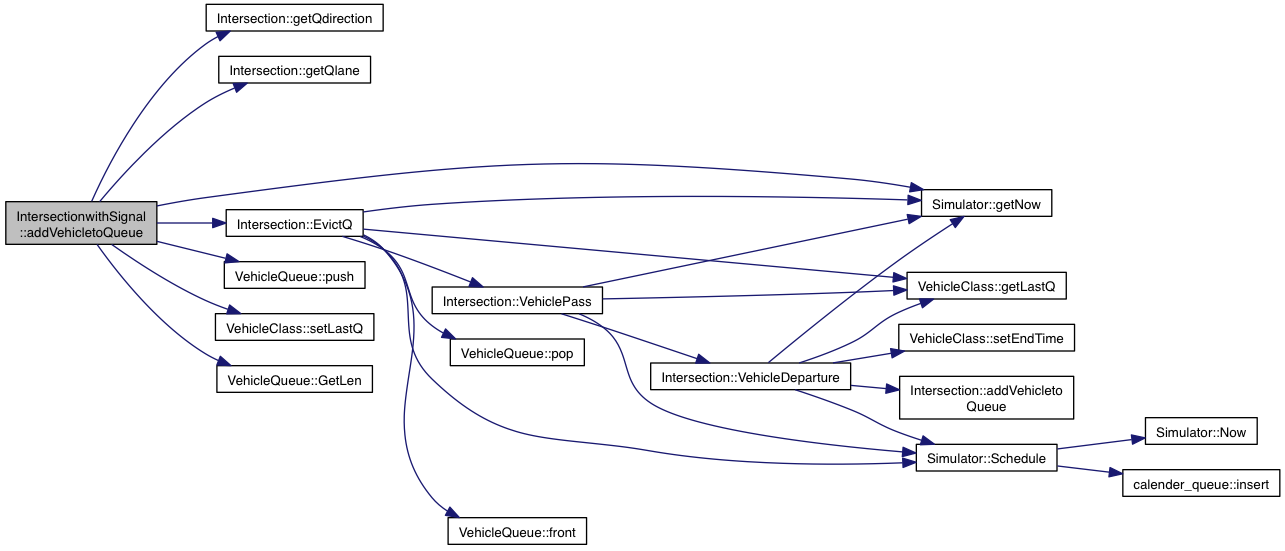 Intersection::getQdirection
Intersection::getQlane
IntersectionwithSignal
::addVehicletoQueue
Intersection::EvictQ
VehicleQueue::push
VehicleClass::setLastQ
VehicleQueue::GetLen
Intersection::VehiclePass
VehicleQueue::pop
VehicleQueue::front
Intersection::VehicleDeparture
Simulator::getNow
VehicleClass::getLastQ
VehicleClass::setEndTime
Intersection::addVehicleto
Queue
Simulator::Schedule
Simulator::Now
calender_queue::insert